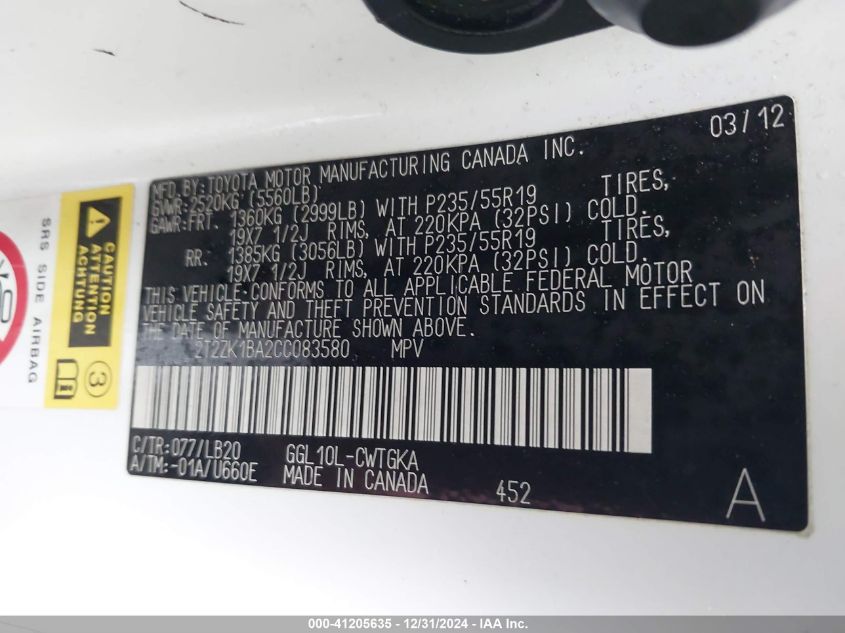 03/12
MFD. BY: TOYOTA MOTOR MANUFACTURING CANADA INC.
GVWR: 2520KG (5560LB)
GAWR: FRT. 1360KG (2999LB) WITH P235/55R19 TIRES,
19X7 1/2J RIMS, AT 220KPA (32PSI) COLD.
RR. 1385KG (3056LB) WITH P235/55R19 TIRES,
19X7 1/2J RIMS, AT 220KPA (32PSI) COLD.
THIS VEHICLE CONFORMS TO ALL APPLICABLE FEDERAL MOTOR
VEHICLE SAFETY AND THEFT PREVENTION STANDARDS IN EFFECT ON
THE DATE OF MANUFACTURE SHOWN ABOVE.
2T2ZK1BA2CC083580 MPV
C/TR: 077/LB20 GGL10L-CWTGKA
A/TM: -01A/U660E MADE IN CANADA 452 A
CAUTION
ATTENTION
ACHTUNG
3
SRS SIDE AIRBAG
000-41205635 - 12/31/2024 - IAA Inc.